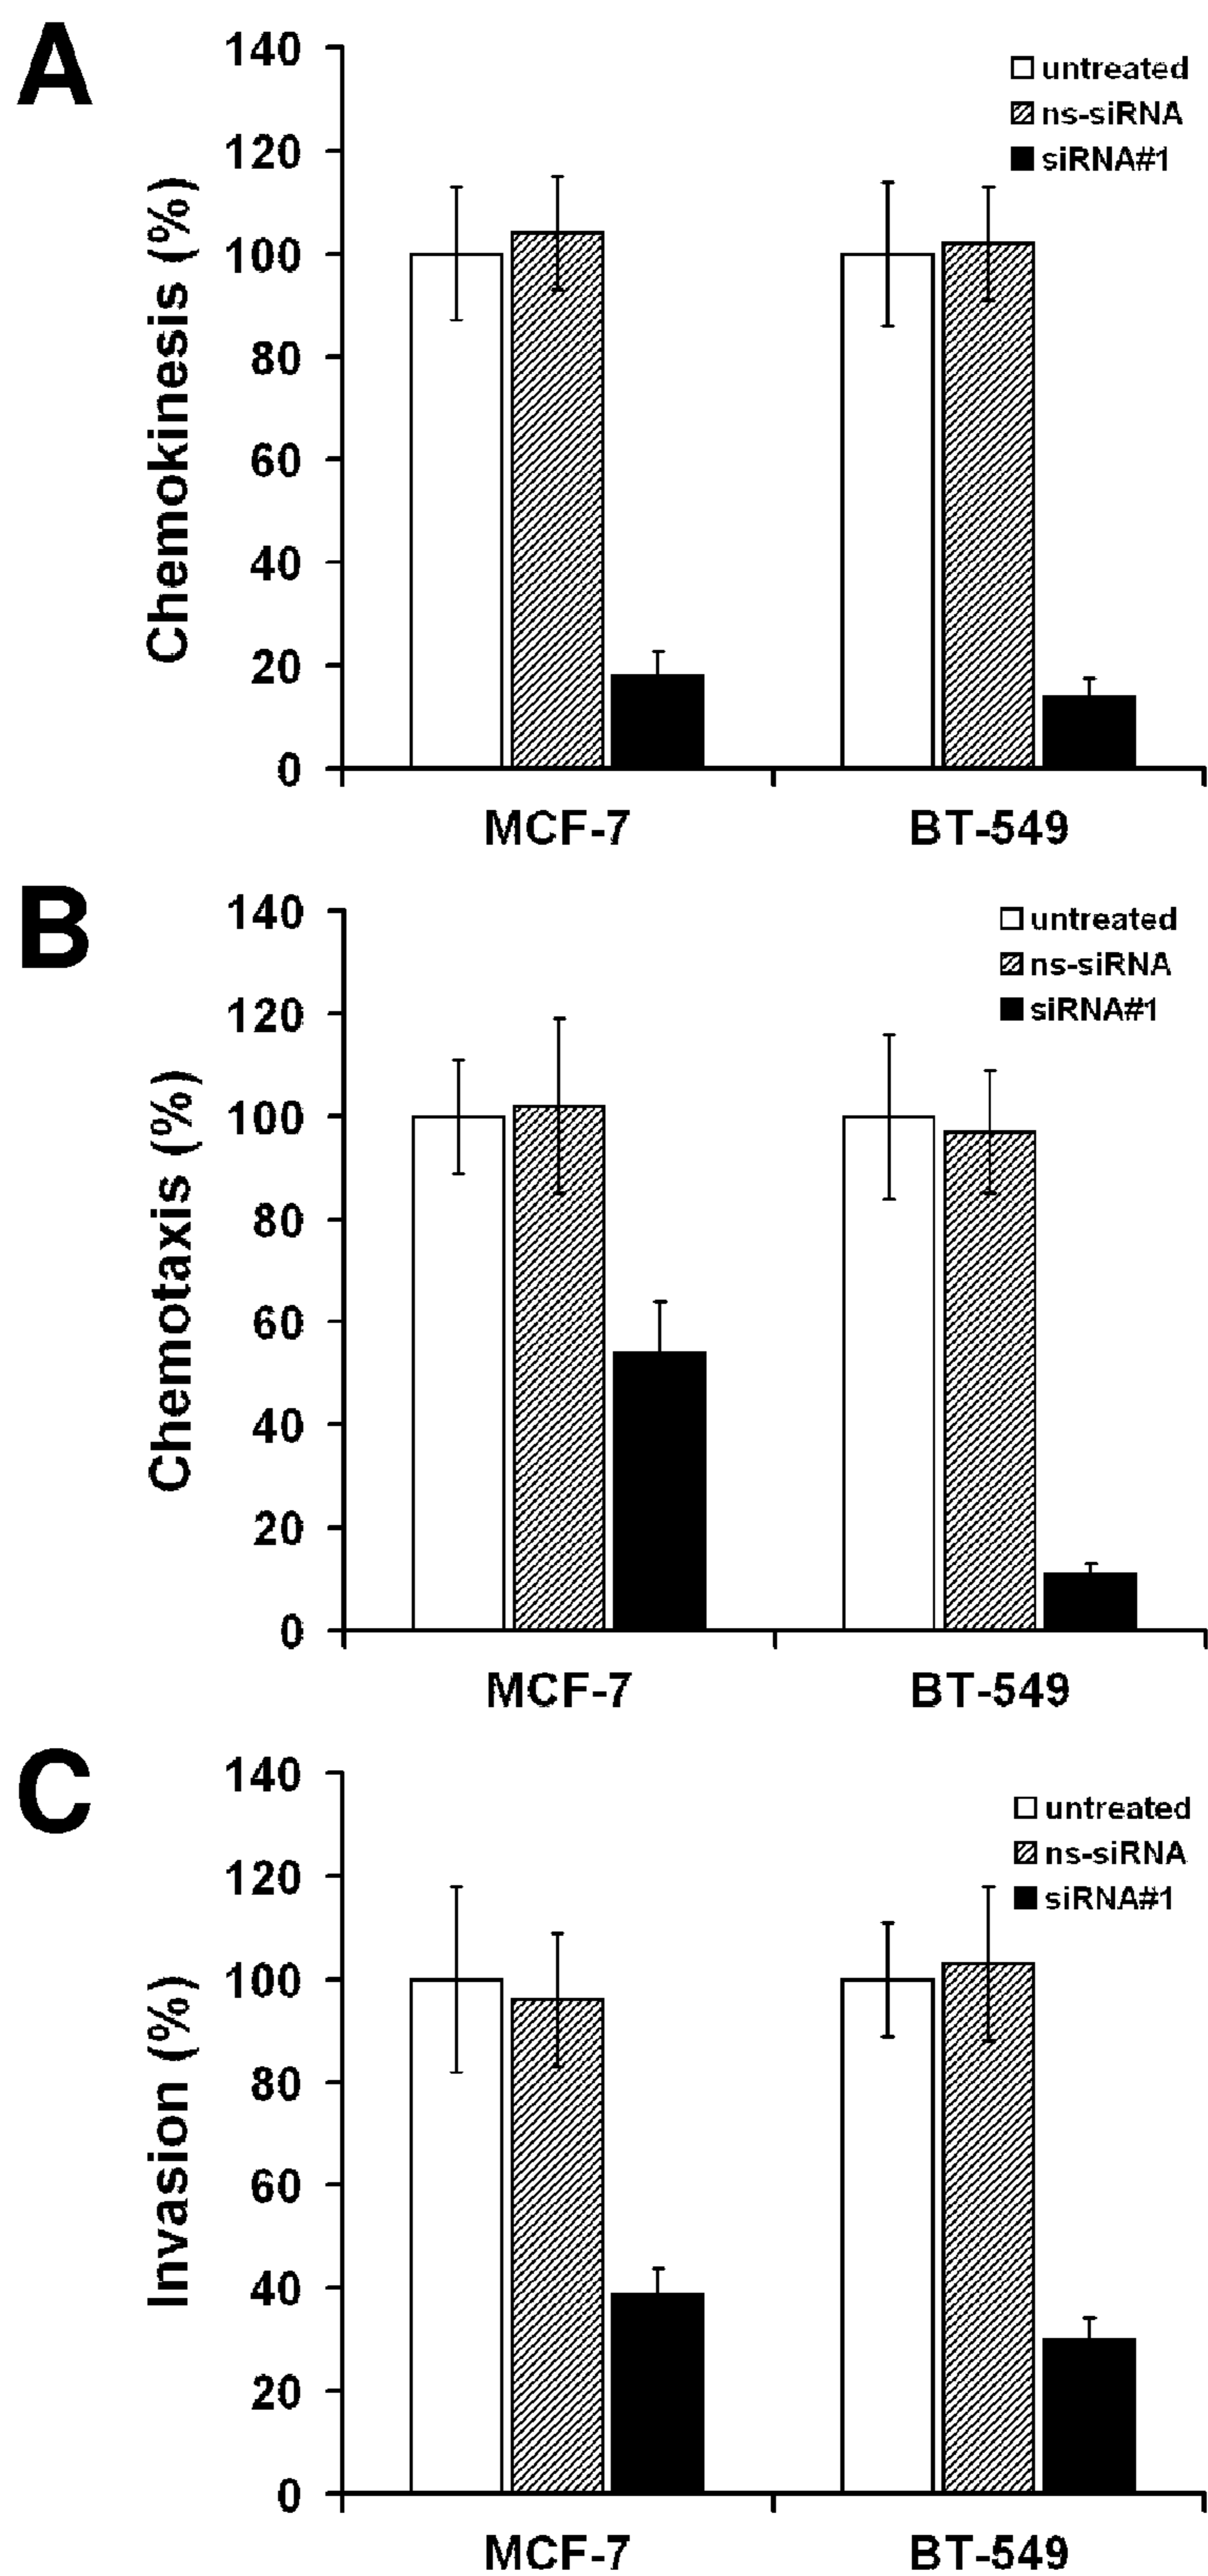 A
140
120
100
80
60
40
20
0
Chemokinesis (%)
untreated
ns-siRNA
siRNA#1
MCF-7
BT-549
B
140
120
100
80
60
40
20
0
Chemotaxis (%)
untreated
ns-siRNA
siRNA#1
MCF-7
BT-549
C
140
120
100
80
60
40
20
0
Invasion (%)
untreated
ns-siRNA
siRNA#1
MCF-7
BT-549